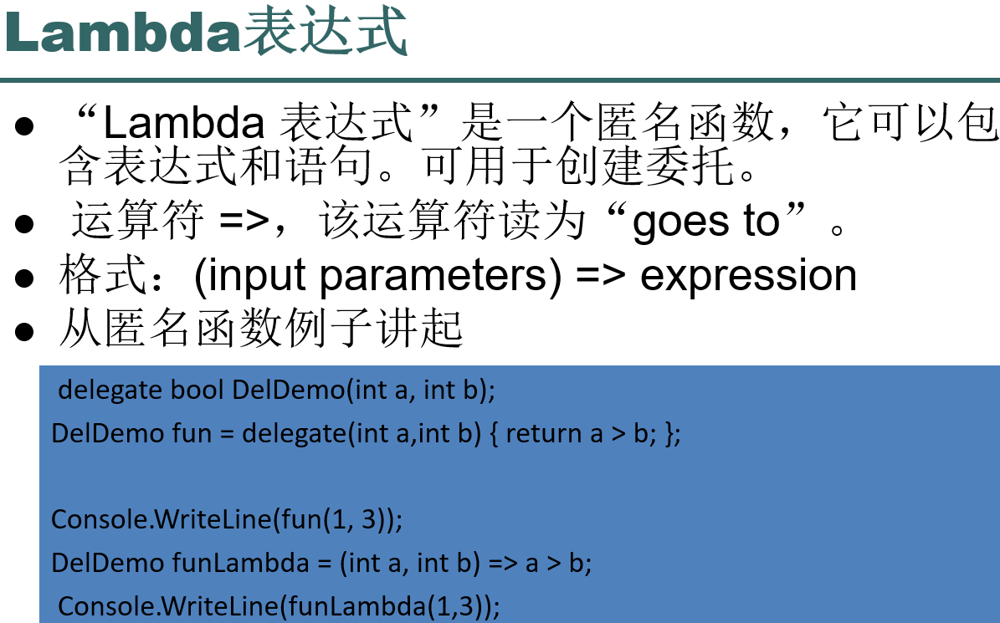 Lambda表达式
“Lambda 表达式”是一个匿名函数，它可以包
含表达式和语句。可用于创建委托。
运算符 =>，该运算符读为“goes to”。
格式：(input parameters) => expression
从匿名函数例子讲起
delegate bool DelDemo(int a, int b);
DelDemo fun = delegate(int a,int b) { return a > b; };
Console.WriteLine(fun(1, 3));
DelDemo funLambda = (int a, int b) => a > b;
Console.WriteLine(funLambda(1,3));